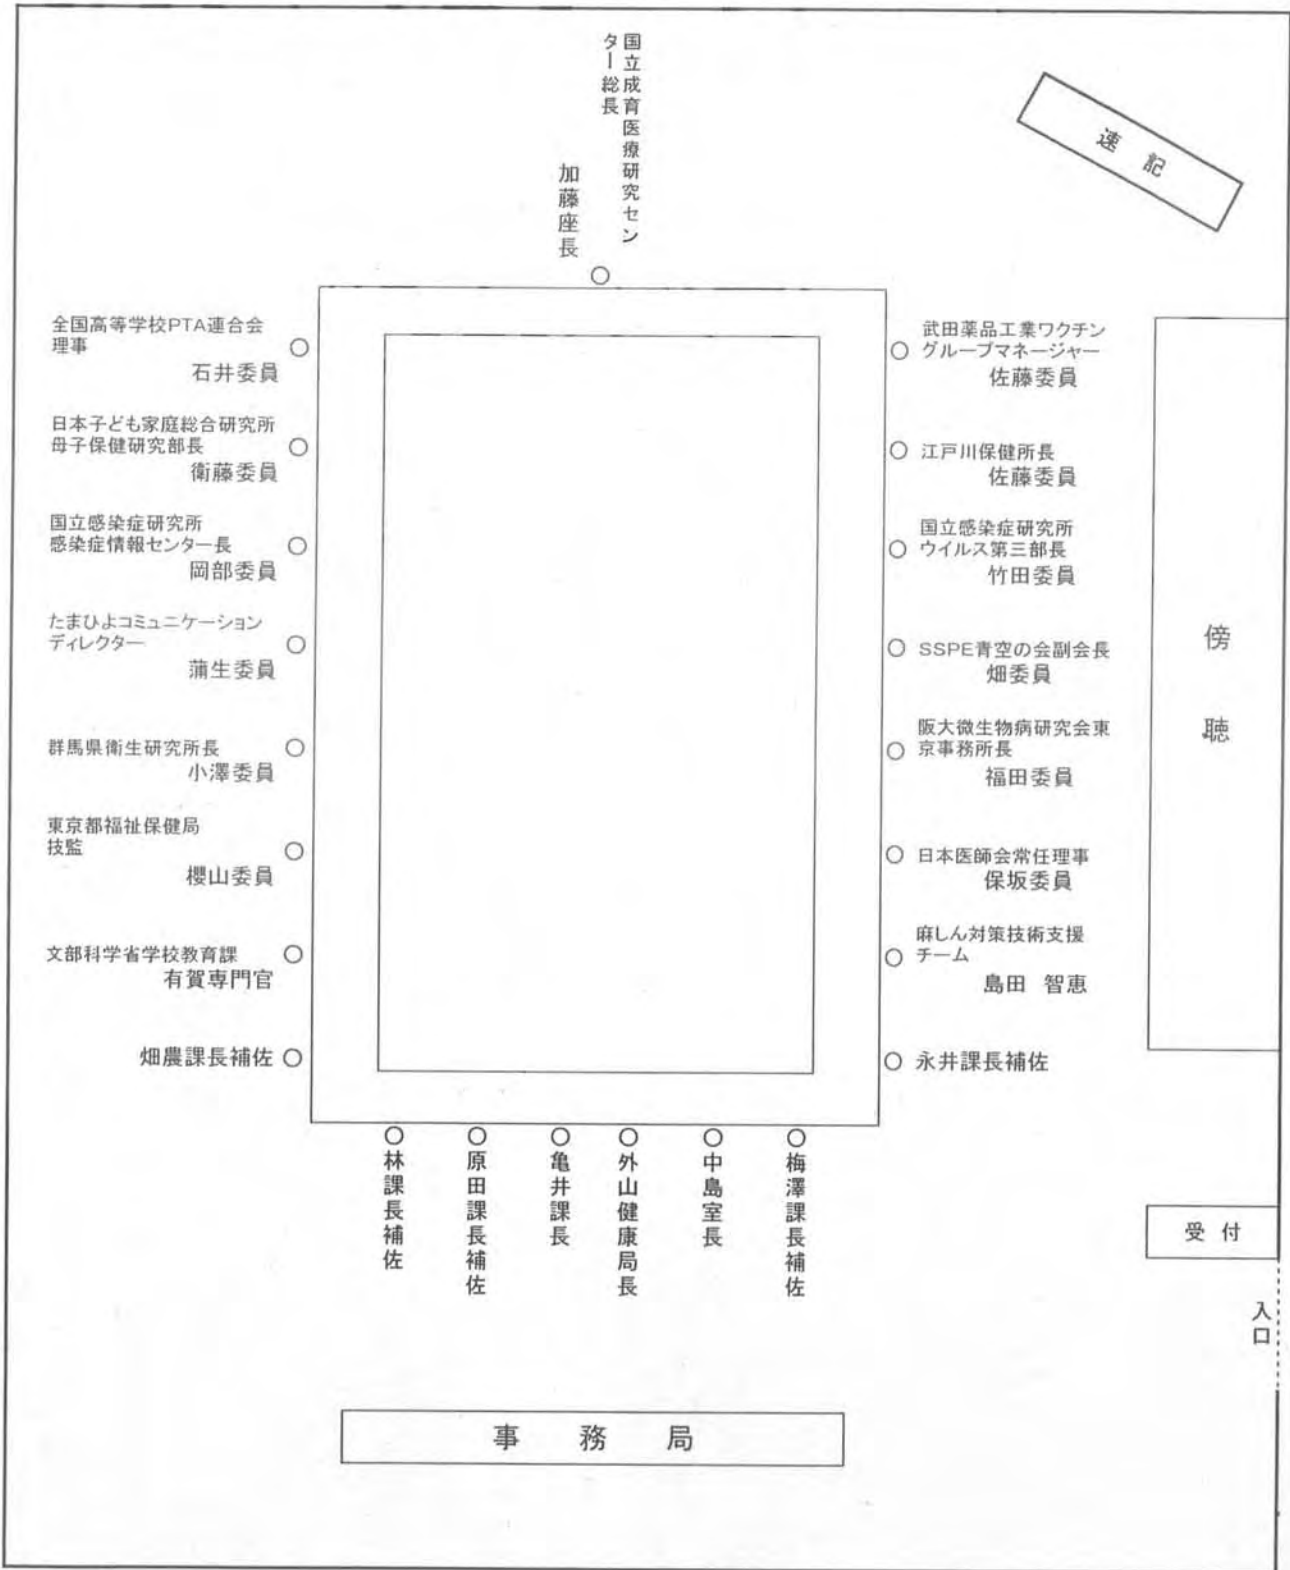 国立成育医療研究セン
ター総長
加藤座長
速記
全国高等学校PTA連合会
理事
石井委員
日本子ども家庭総合研究所
母子保健研究部長
衛藤委員
国立感染症研究所
感染症情報センター長
岡部委員
たまひよコミュニケーション
ディレクター
蒲生委員
群馬県衛生研究所長
小澤委員
東京都福祉保健局
技監
櫻山委員
文部科学省学校教育課
有賀専門官
畑農課長補佐
武田薬品工業ワクチン
グループマネージャー
佐藤委員
江戸川保健所長
佐藤委員
国立感染症研究所
ウイルス第三部長
竹田委員
SSPE青空の会副会長
畑委員
阪大微生物病研究会東
京事務所長
福田委員
日本医師会常任理事
保坂委員
麻しん対策技術支援
チーム
島田 智恵
永井課長補佐
傍聴
林課長補佐
原田課長補佐
亀井課長
外山健康局長
中島室長
梅澤課長補佐
受付
入口
事務局